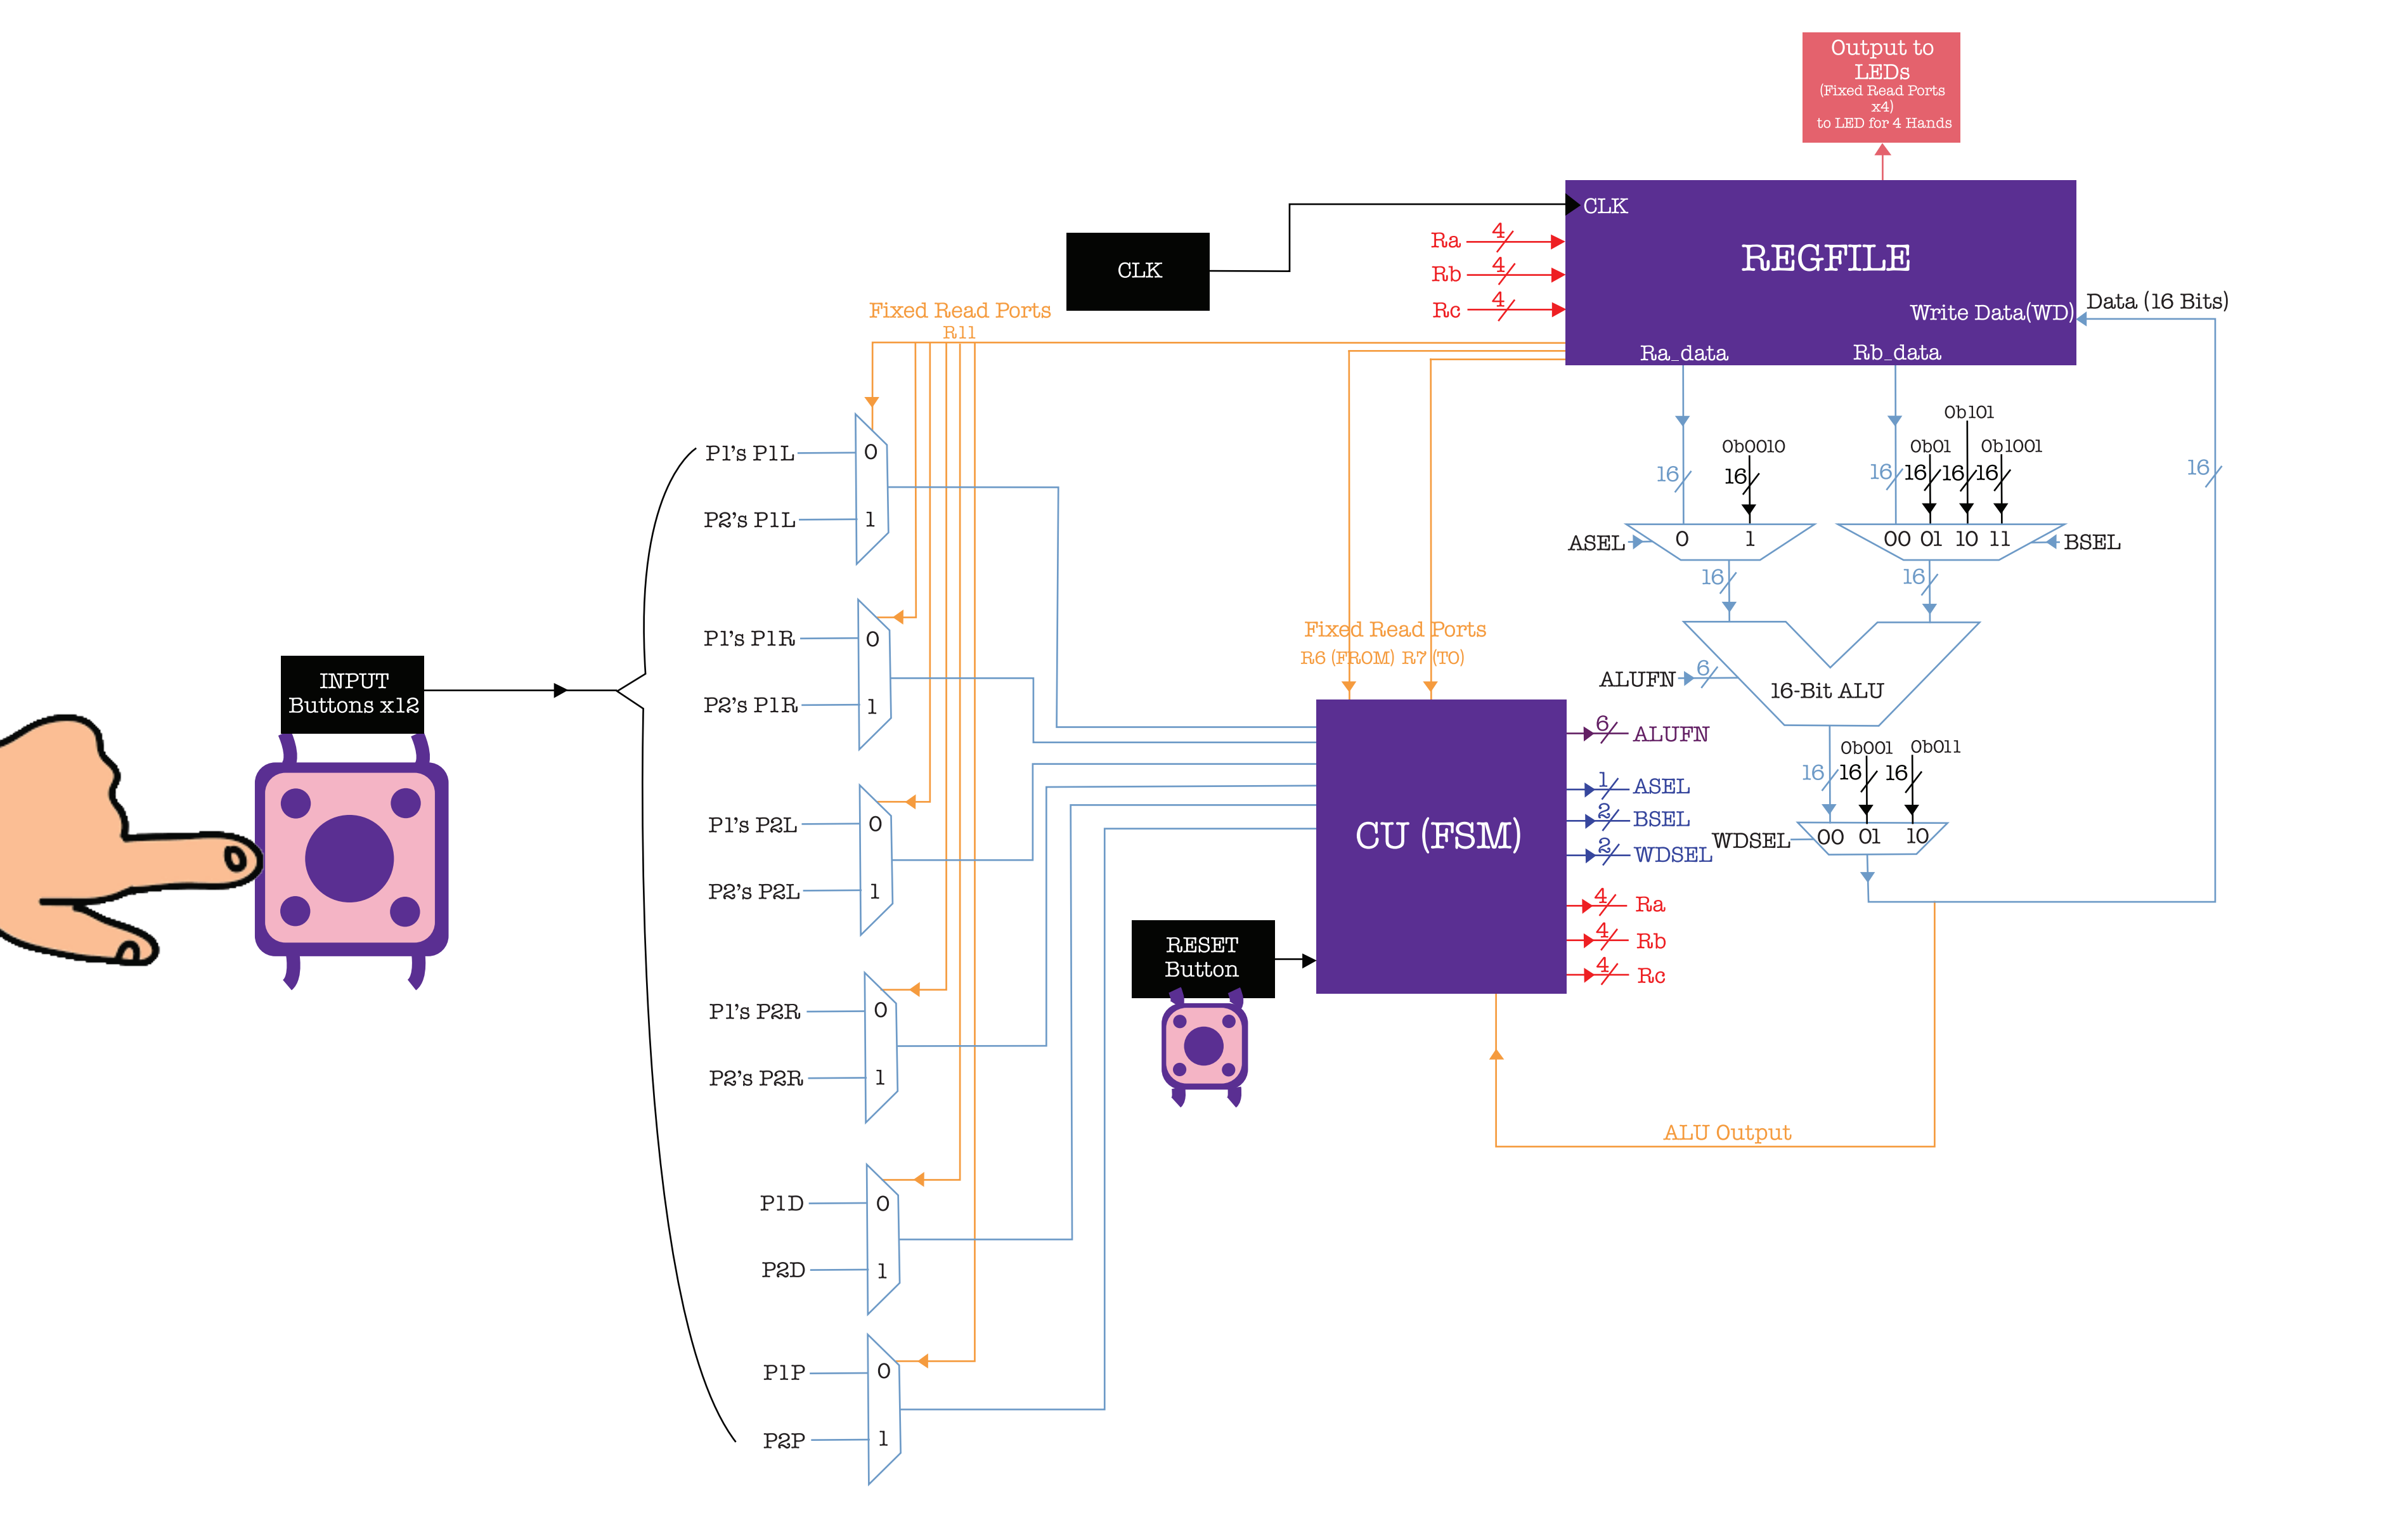 Output to
LEDs
(Fixed Read Ports
x4)
to LED for 4 Hands
CLK
REGFILE
Write Data(WD)
Ra_data
Rb_data
Data (16 Bits)
CLK
Ra
4
Rb
4
Rc
4
Fixed Read Ports
R11
P1's P1L
0
P2's P1L
1
P1's P1R
0
P2's P1R
1
P1's P2L
0
P2's P2L
1
P1's P2R
0
P2's P2R
1
P1D
0
P2D
1
P1P
0
P2P
1
INPUT
Buttons x12
Fixed Read Ports
R6 (FROM) R7 (TO)
CU (FSM)
RESET
Button
6
ALUFN
1
ASEL
2
BSEL
2
WDSEL
4
Ra
4
Rb
4
Rc
16
0b0010
16
16
0b01
16
0b101
16
0b1001
16
16
ASEL
0 1
00 01 10 11
BSEL
16
16
ALUFN
6
16-Bit ALU
16
0b001
16
0b011
16
WDSEL
00 01 10
ALU Output